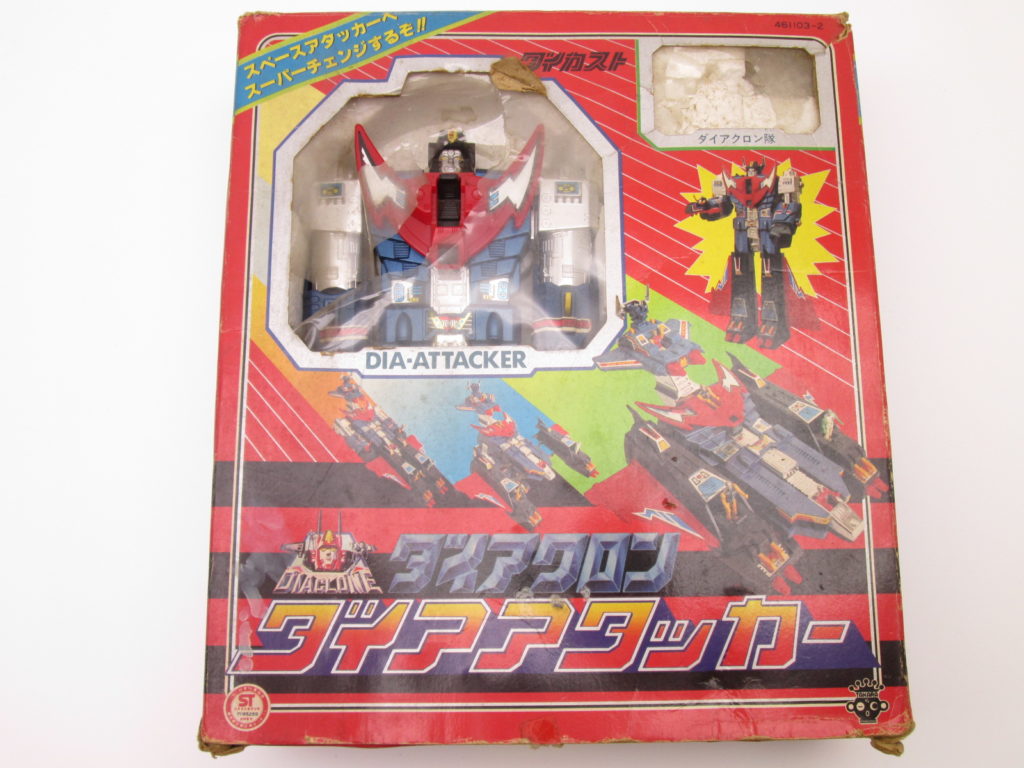 スペースアタッカーへ
スーパーチェンジするぞ!!
461103-2
ダイカスト
ダイアクロン隊
DIA-ATTACKER
DIACLONE
ダイアクロン
ダイアアタッカー
ST
TAKARA